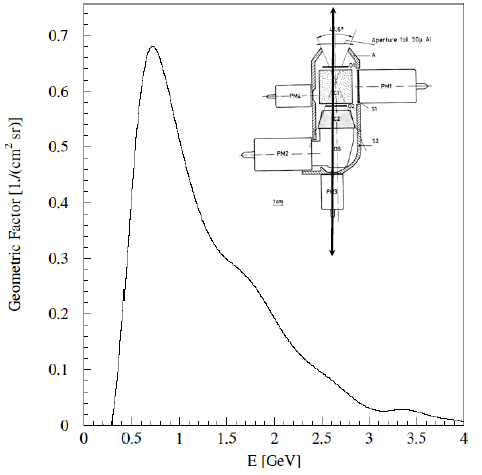 0.7
0.6
0.5
0.4
0.3
0.2
0.1
0
Geometric Factor [1./(cm² sr)]
0 0.5 1 1.5 2 2.5 3 3.5 4
E [GeV]
Aperture foil 50µ Al
A
PM4
PM1
S1
PM2
D3
S2
PM3
1cm